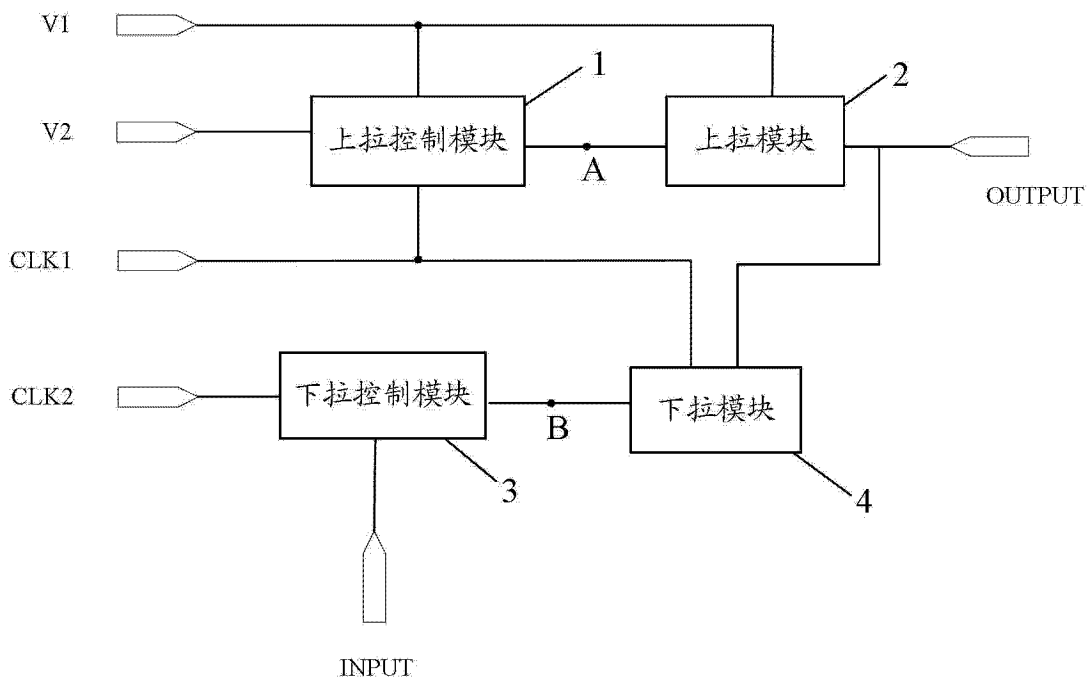 V1
1
2
V2
上拉控制模块
上拉模块
A
OUTPUT
CLK1
CLK2
下拉控制模块
下拉模块
B
3
4
INPUT